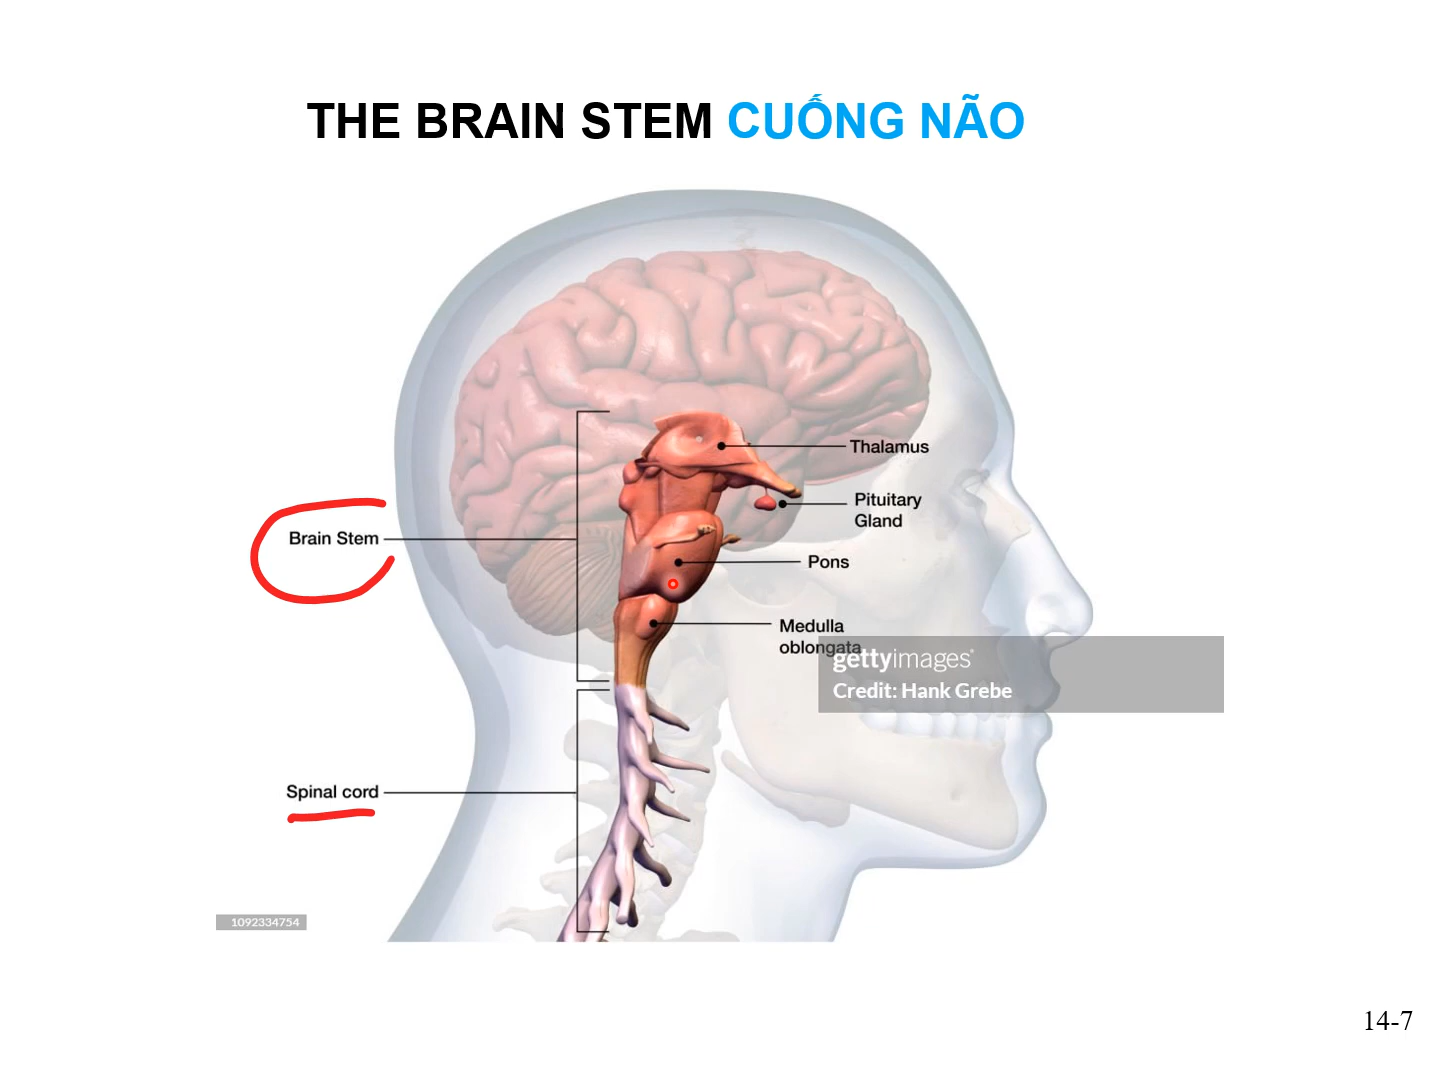 THE BRAIN STEM CUỐNG NÃO
Thalamus
Pituitary
Gland
Brain Stem
Pons
Medulla
oblongata
gettyimages®
Credit: Hank Grebe
Spinal cord
1092334754
14-7